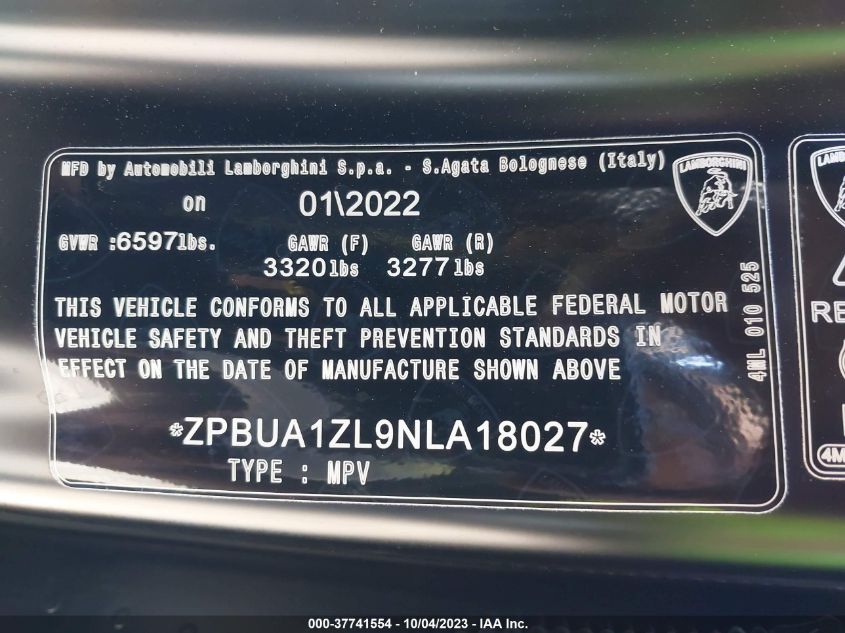 MFD by Automobili Lamborghini S.p.a. - S.Agata Bolognese (Italy)
on 01\2022
GVWR :6597lbs. GAWR (F) GAWR (R)
3320lbs 3277lbs
THIS VEHICLE CONFORMS TO ALL APPLICABLE FEDERAL MOTOR
VEHICLE SAFETY AND THEFT PREVENTION STANDARDS IN
EFFECT ON THE DATE OF MANUFACTURE SHOWN ABOVE
*ZPBUA1ZL9NLA18027*
TYPE : MPV
LAMBORGHINI
4ML 010 525
000-37741554 - 10/04/2023 - IAA Inc.